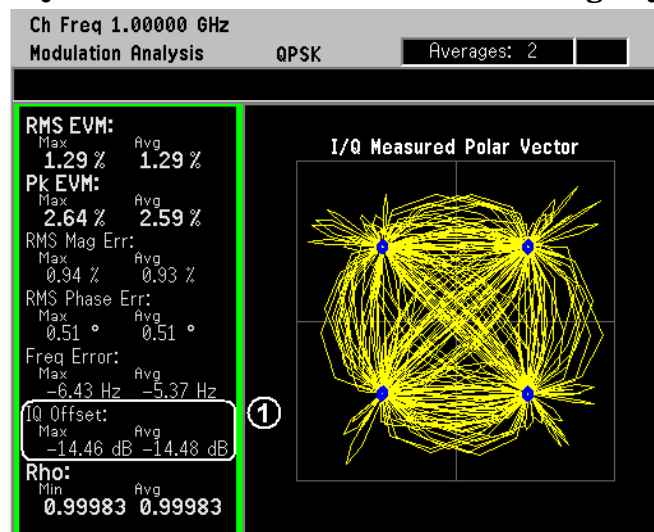 Ch Freq 1.00000 GHz
Modulation Analysis QPSK Averages: 2
RMS EVM:
Max Avg
1.29 % 1.29 %
Pk EVM:
Max Avg
2.64 % 2.59 %
RMS Mag Err:
Max Avg
0.94 % 0.93 %
RMS Phase Err:
Max Avg
0.51 ° 0.51 °
Freq Error:
Max Avg
-6.43 Hz -5.37 Hz
IQ Offset:
Max Avg
-14.46 dB -14.48 dB
Rho:
Min Avg
0.99983 0.99983
I/Q Measured Polar Vector
1